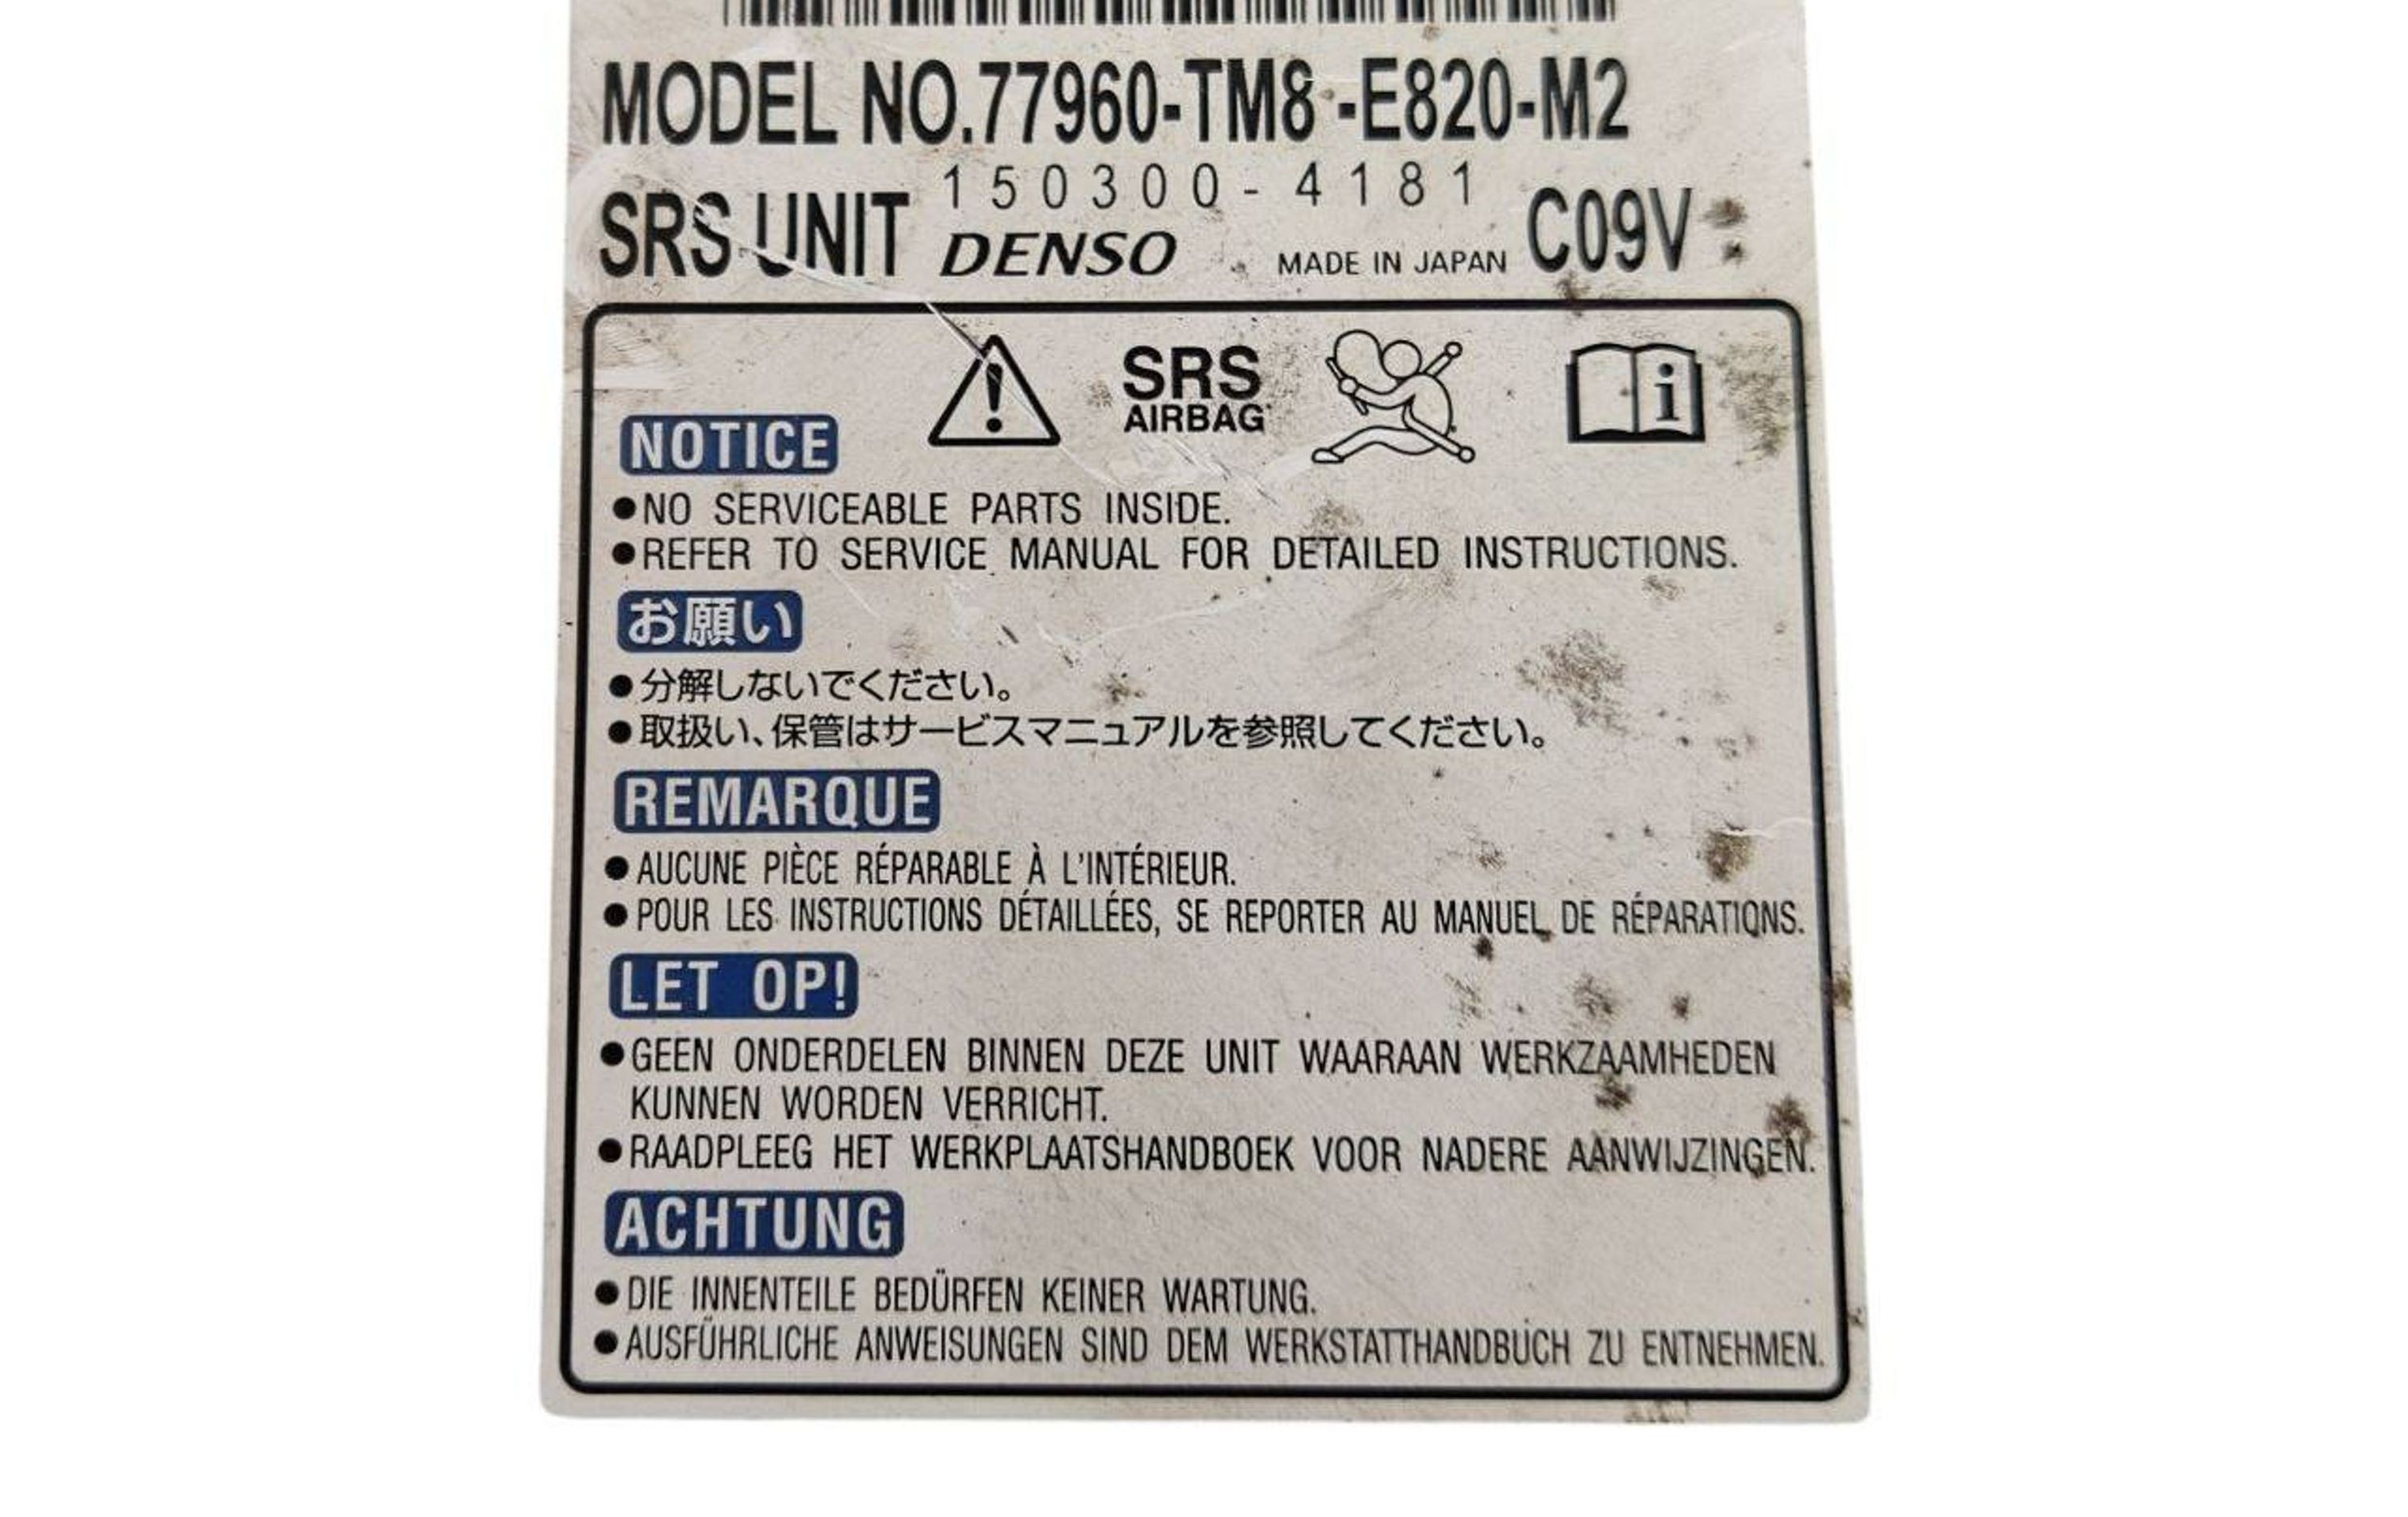 MODEL NO.77960-TM8-E820-M2
150300-4181
SRS UNIT DENSO MADE IN JAPAN C09V
SRS
AIRBAG
i
NOTICE
●NO SERVICEABLE PARTS INSIDE.
●REFER TO SERVICE MANUAL FOR DETAILED INSTRUCTIONS.
お願い
●分解しないでください。
●取扱い、保管はサービスマニュアルを参照してください。
REMARQUE
●AUCUNE PIÈCE RÉPARABLE À L'INTÉRIEUR.
●POUR LES INSTRUCTIONS DÉTAILLÉES, SE REPORTER AU MANUEL DE RÉPARATIONS.
LET OP!
●GEEN ONDERDELEN BINNEN DEZE UNIT WAARAAN WERKZAAMHEDEN
KUNNEN WORDEN VERRICHT.
●RAADPLEEG HET WERKPLAATSHANDBOEK VOOR NADERE AANWIJZINGEN.
ACHTUNG
●DIE INNENTEILE BEDÜRFEN KEINER WARTUNG.
●AUSFÜHRLICHE ANWEISUNGEN SIND DEM WERKSTATTHANDBUCH ZU ENTNEHMEN.